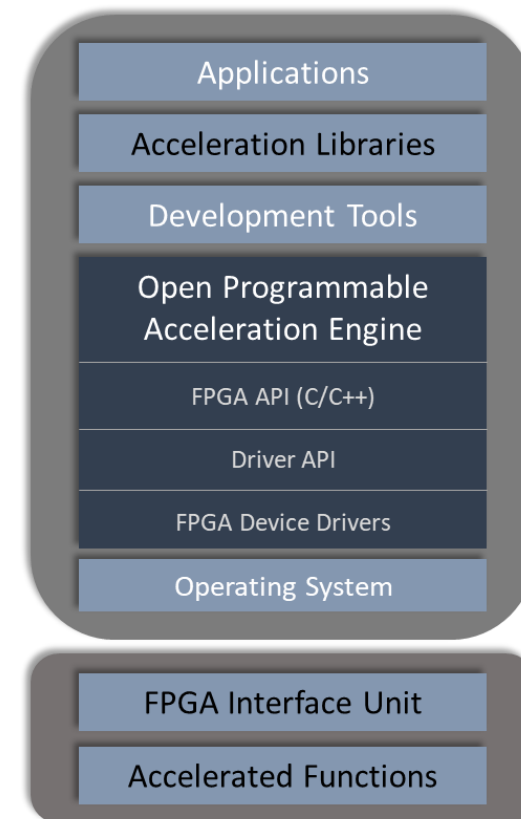 Applications
Acceleration Libraries
Development Tools
Open Programmable
Acceleration Engine
FPGA API (C/C++)
Driver API
FPGA Device Drivers
Operating System
FPGA Interface Unit
Accelerated Functions